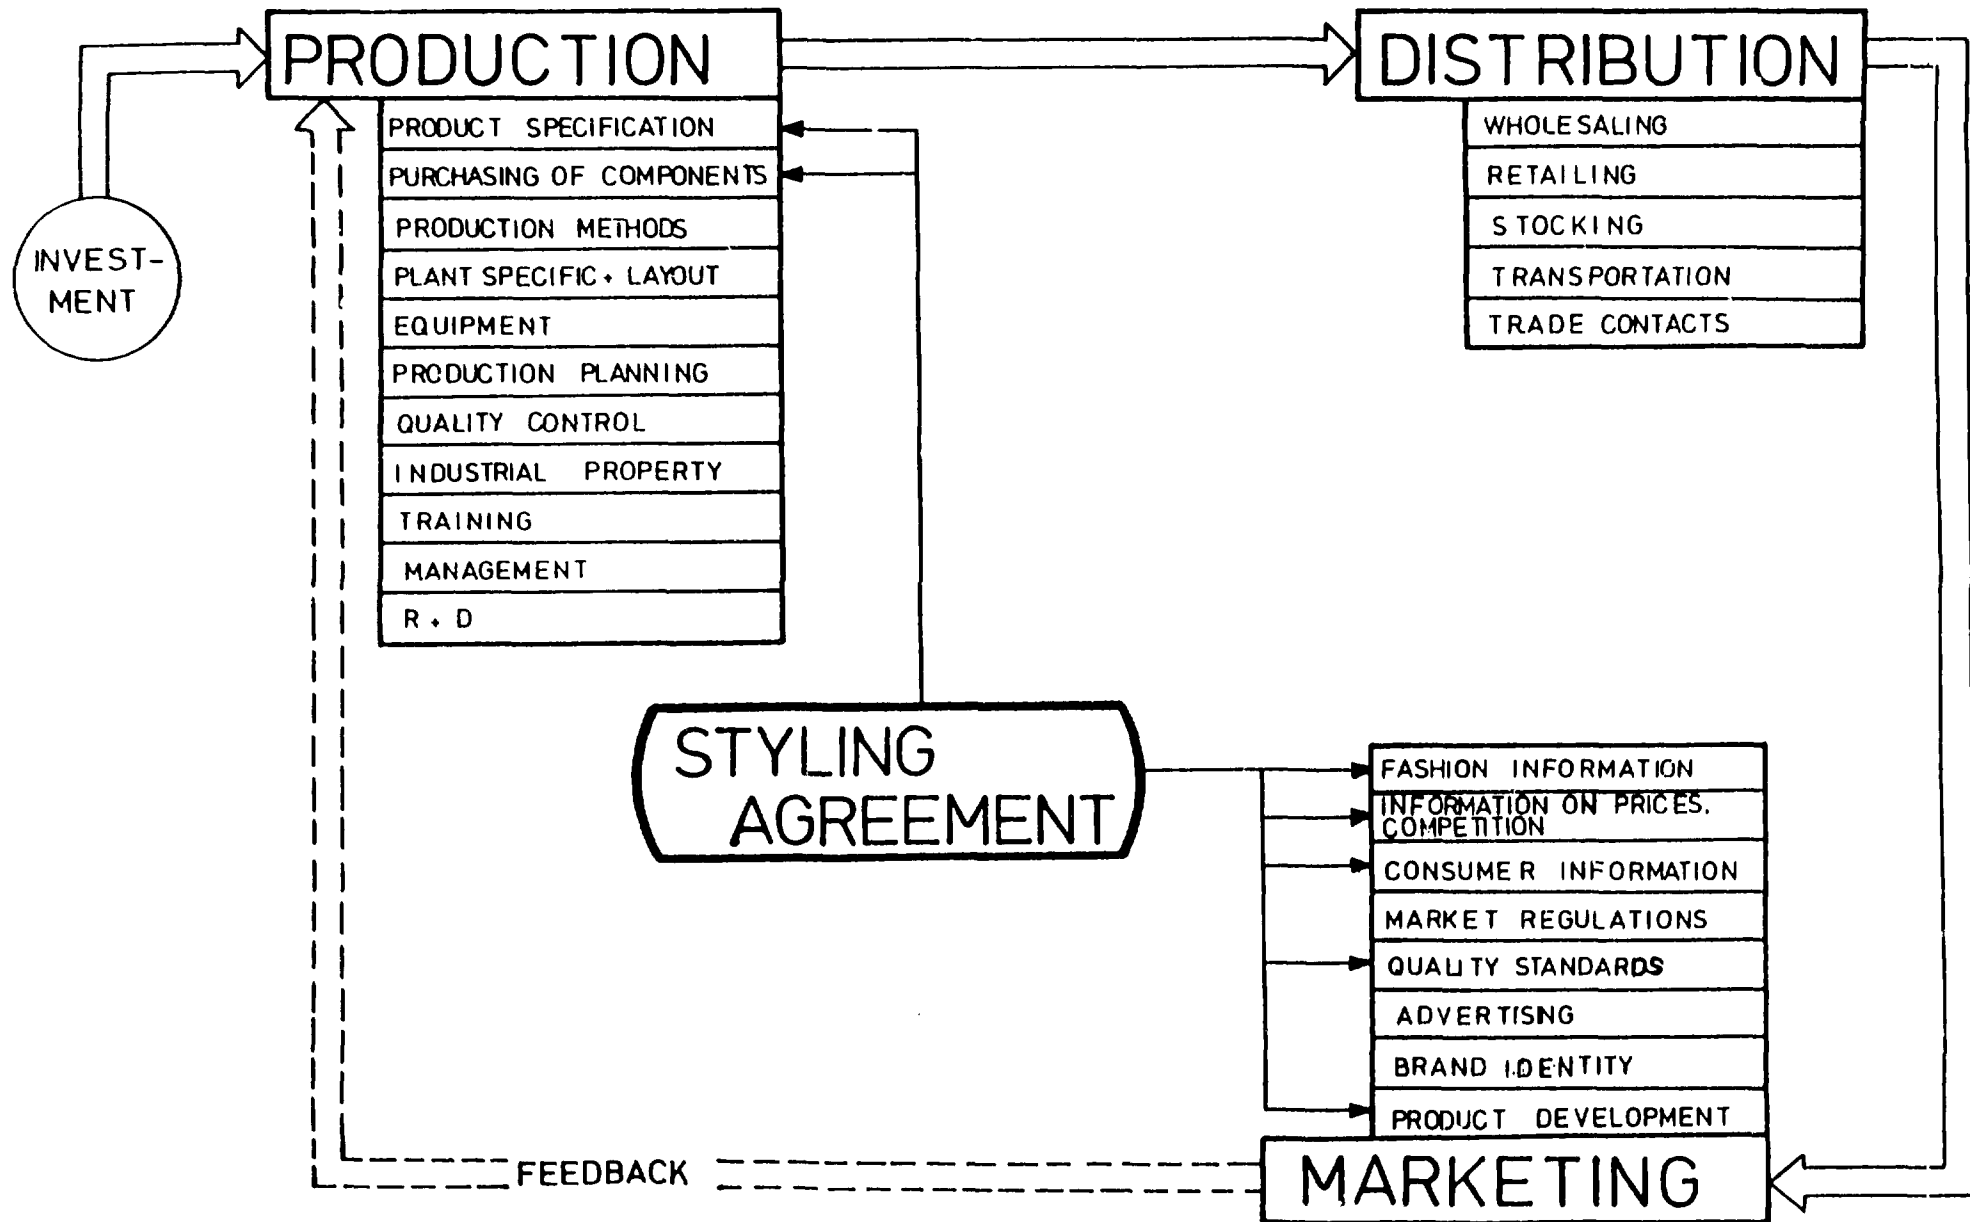 PRODUCTION
PRODUCT SPECIFICATION
PURCHASING OF COMPONENTS
PRODUCTION METHODS
PLANT SPECIFIC + LAYOUT
EQUIPMENT
PRODUCTION PLANNING
QUALITY CONTROL
INDUSTRIAL PROPERTY
TRAINING
MANAGEMENT
R + D
DISTRIBUTION
WHOLESALING
RETAILING
STOCKING
TRANSPORTATION
TRADE CONTACTS
INVEST-
MENT
STYLING
AGREEMENT
FASHION INFORMATION
INFORMATION ON PRICES.
COMPETITION
CONSUMER INFORMATION
MARKET REGULATIONS
QUALITY STANDARDS
ADVERTISNG
BRAND IDENTITY
PRODUCT DEVELOPMENT
MARKETING
FEEDBACK